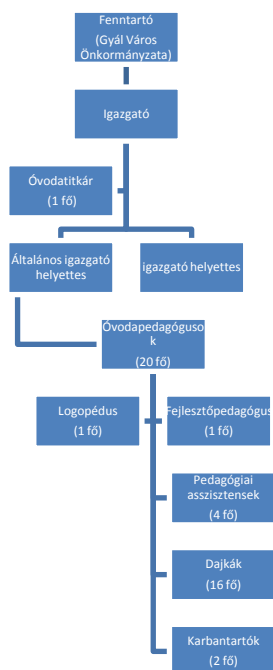 Fenntartó
(Gyál Város
Önkormányzata)
Igazgató
Óvodatitkár
(1 fő)
Általános igazgató
helyettes
igazgató helyettes
Óvodapedagóguso
k
(20 fő)
Logopédus
(1 fő)
Fejlesztőpedagógus
(1 fő)
Pedagógiai
asszisztensek
(4 fő)
Dajkák
(16 fő)
Karbantartók
(2 fő)